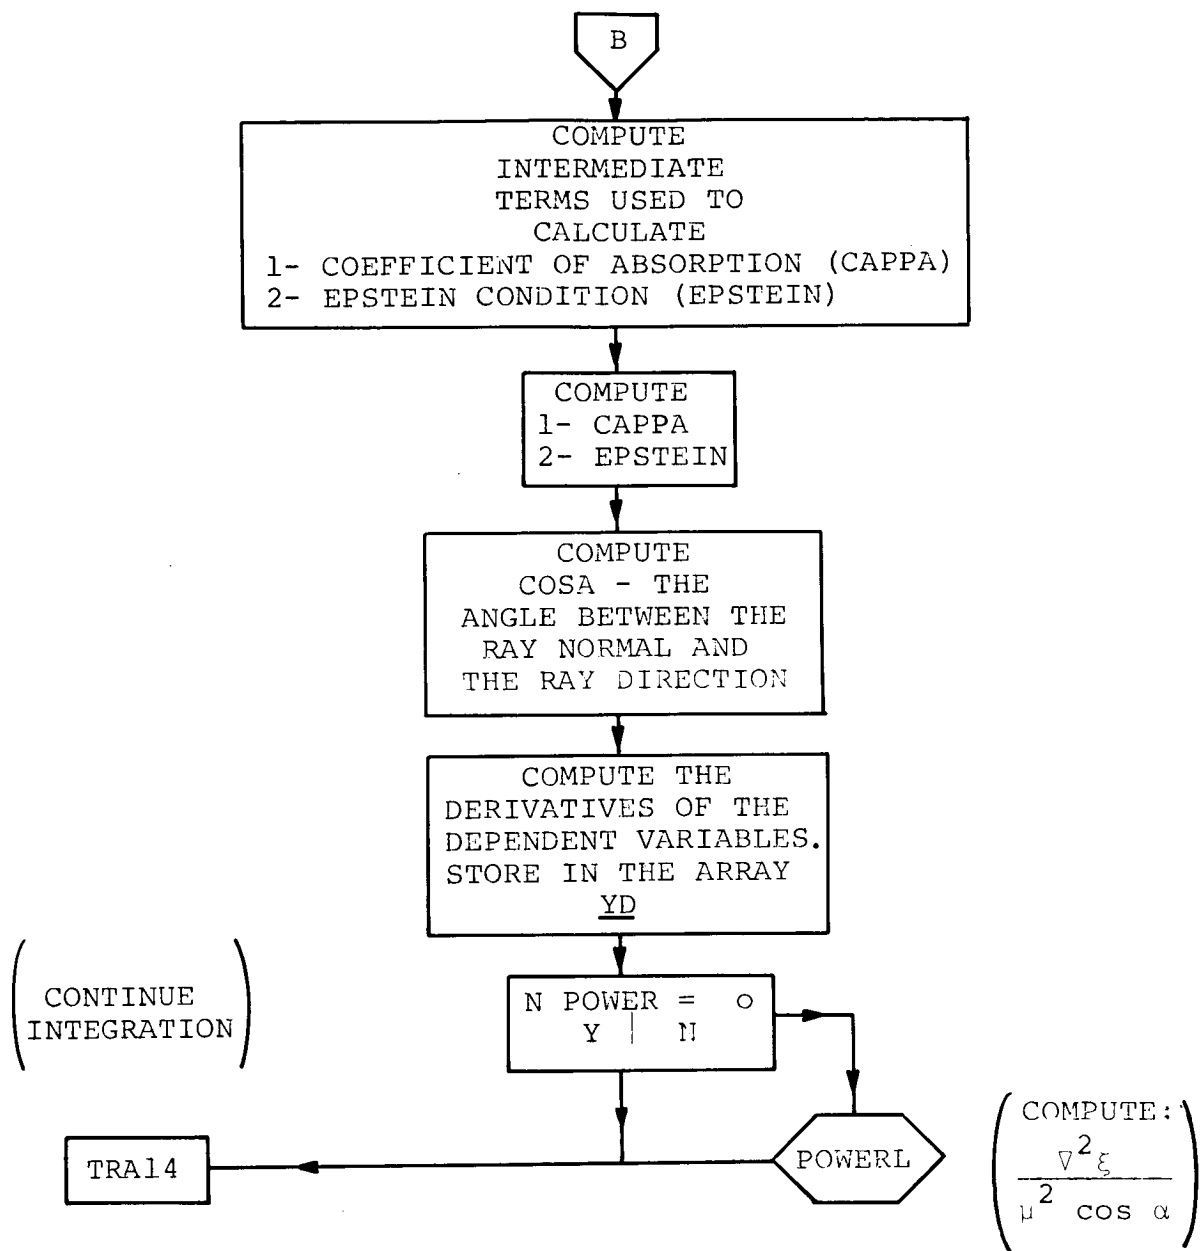 B
COMPUTE
INTERMEDIATE
TERMS USED TO
CALCULATE
1- COEFFICIENT OF ABSORPTION (CAPPA)
2- EPSTEIN CONDITION (EPSTEIN)
COMPUTE
1- CAPPA
2- EPSTEIN
COMPUTE
COSA - THE
ANGLE BETWEEN THE
RAY NORMAL AND
THE RAY DIRECTION
COMPUTE THE
DERIVATIVES OF THE
DEPENDENT VARIABLES.
STORE IN THE ARRAY
YD
N POWER = o
Y | N
(CONTINUE
INTEGRATION)
TRA14
POWERL
(COMPUTE:
∇²ξ
μ² cos α)